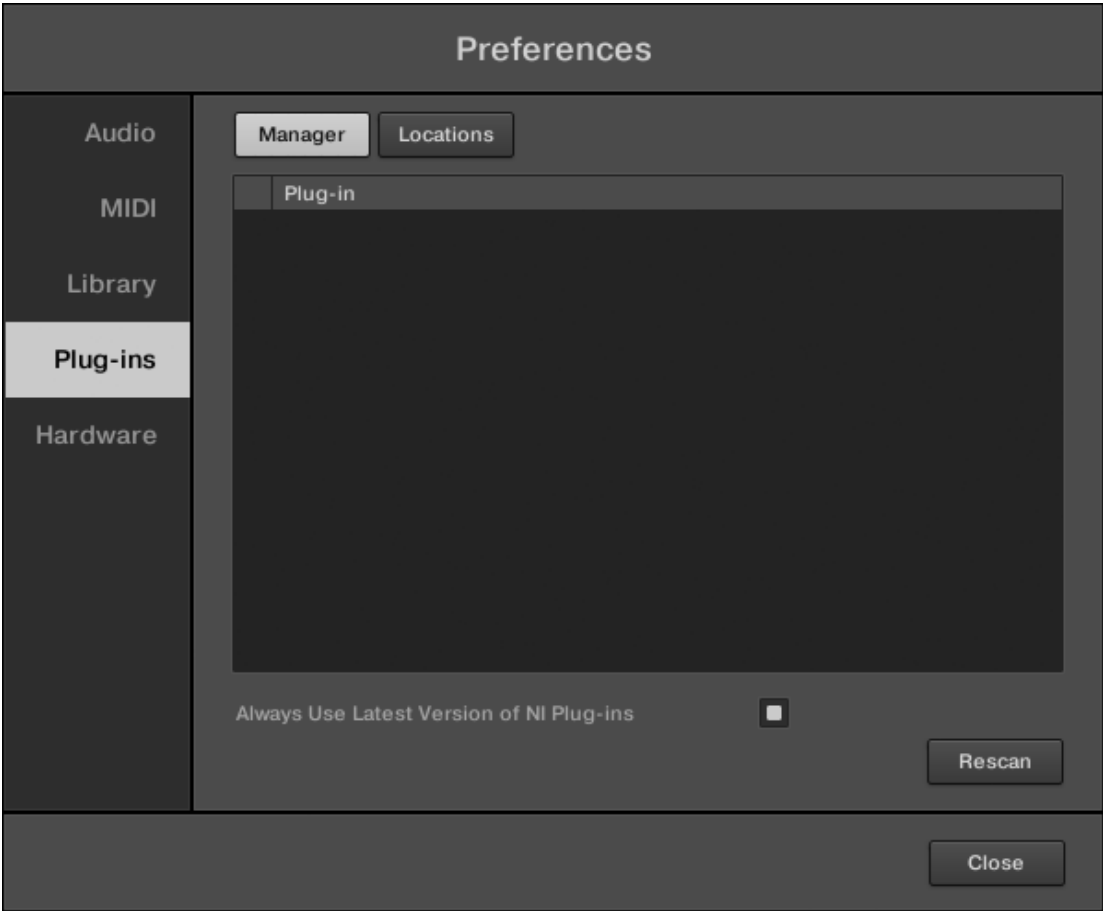 Preferences
Audio
MIDI
Library
Plug-ins
Hardware
Manager
Locations
Plug-in
Always Use Latest Version of NI Plug-ins
Rescan
Close